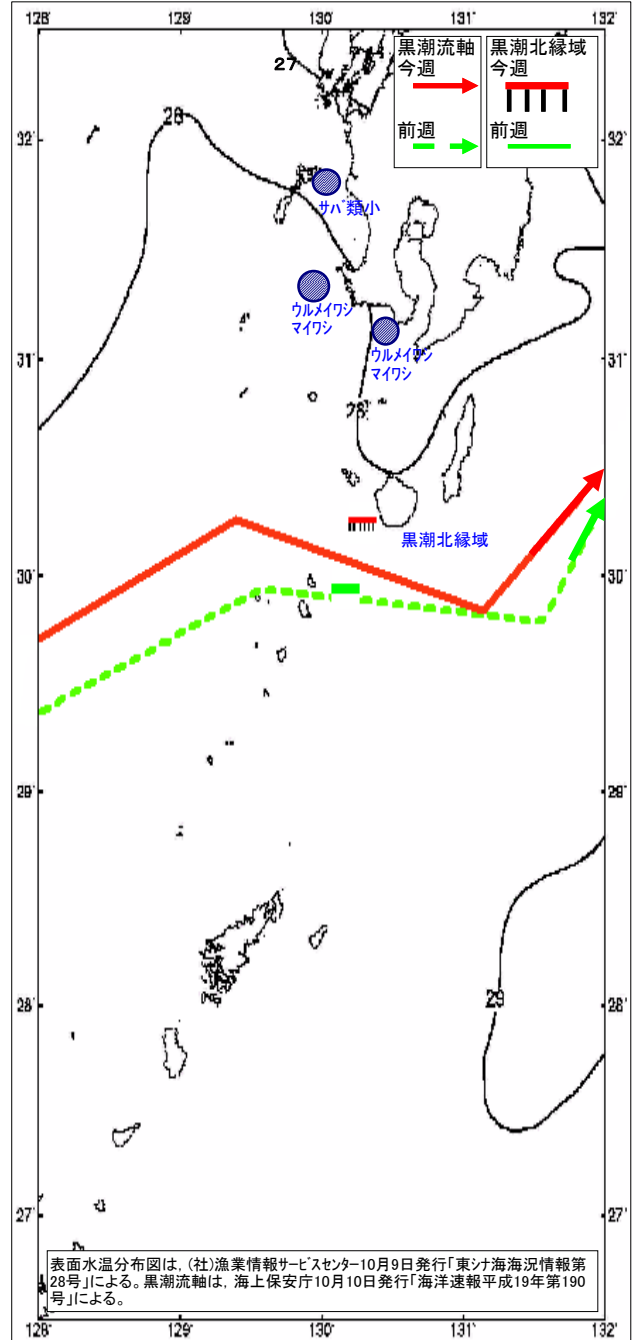 128° 129° 130° 131° 132°
黒潮流軸
今週
前週
黒潮北縁域
今週
前週
27
28
32°
サバ類小
ウルメイワシ
マイワシ
ウルメイワシ
マイワシ
31°
28
黒潮北縁域
30°
29°
28°
29
27°
表面水温分布図は，(社)漁業情報サービスセンター10月9日発行「東シナ海海況情報第
28号」による。黒潮流軸は，海上保安庁10月10日発行「海洋速報平成19年第190
号」による。
128° 129° 130° 131° 132°